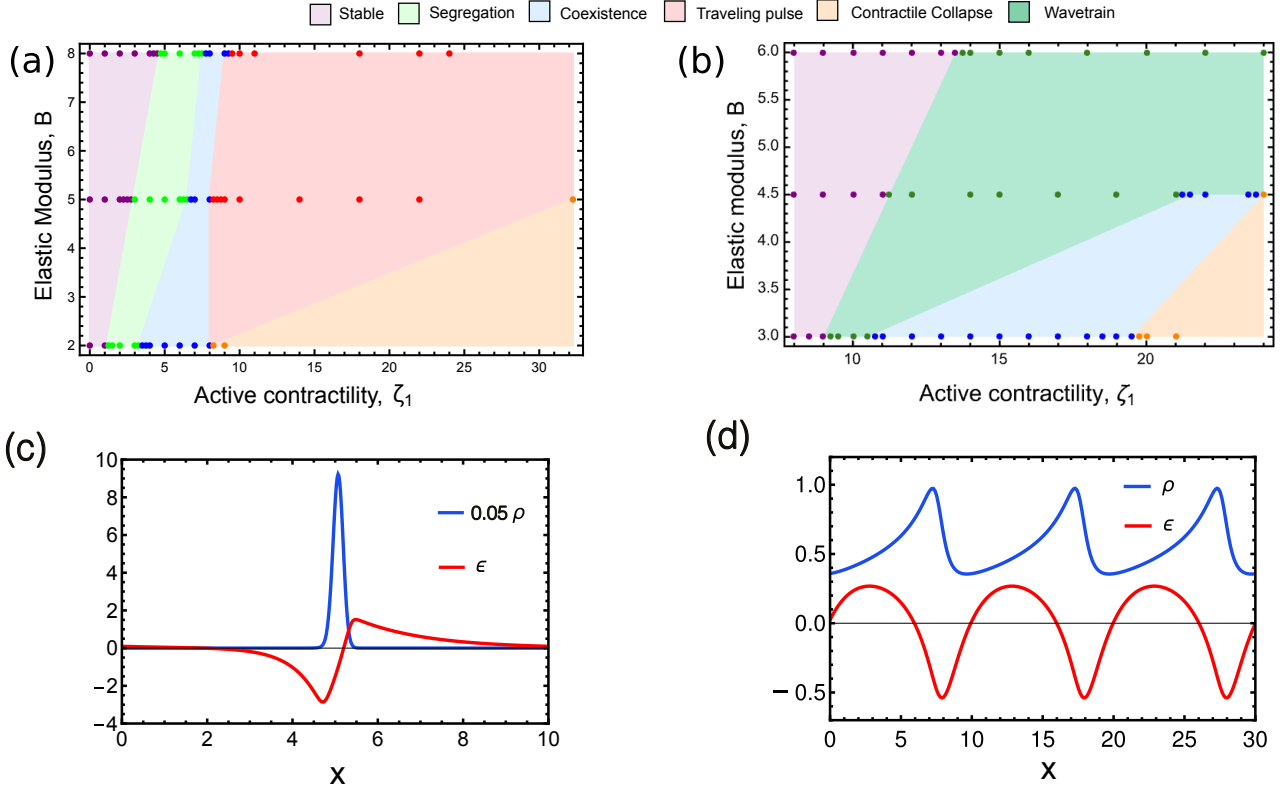 Stable Segregation Coexistence Traveling pulse Contractile Collapse Wavetrain
(a)
Elastic Modulus, B
8
7
6
5
4
3
2
0 5 10 15 20 25 30
Active contractility, ζ1
(b)
Elastic modulus, B
6.0
5.5
5.0
4.5
4.0
3.5
3.0
10 15 20
Active contractility, ζ1
(c)
10
8
6
4
2
0
−2
−4
0.05 ρ
ϵ
0 2 4 6 8 10
x
(d)
1.0
0.5
0.0
−0.5
ρ
ϵ
0 5 10 15 20 25 30
x